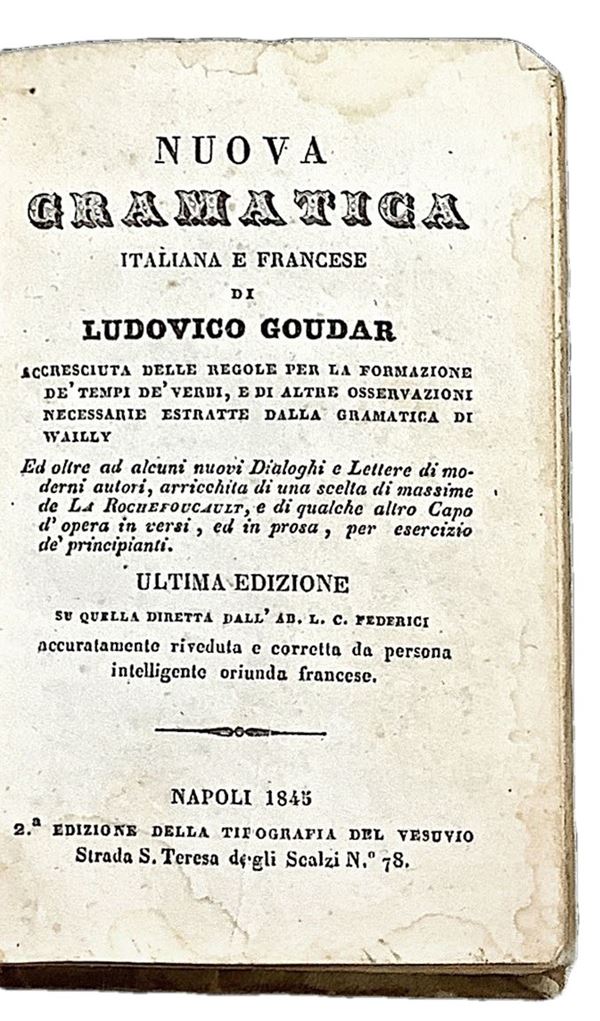 NUOVA
GRAMATICA
ITALIANA E FRANCESE
DI
LUDOVICO GOUDAR
ACCRESCIUTA DELLE REGOLE PER LA FORMAZIONE
DE' TEMPI DE' VERBI, E DI ALTRE OSSERVAZIONI
NECESSARIE ESTRATTE DALLA GRAMATICA DI
WAILLY
Ed oltre ad alcuni nuovi Dialoghi e Lettere di mo-
derni autori, arricchita di una scelta di massime
de LA ROCHEFOUCAULT, e di qualche altro Capo
d'opera in versi, ed in prosa, per esercizio
de' principianti.
ULTIMA EDIZIONE
SU QUELLA DIRETTA DALL' AB. L. C. FEDERICI
accuratamente riveduta e corretta da persona
intelligente oriunda francese.
NAPOLI 1845
2.ª EDIZIONE DELLA TIPOGRAFIA DEL VESUVIO
Strada S. Teresa degli Scalzi N.º 78.